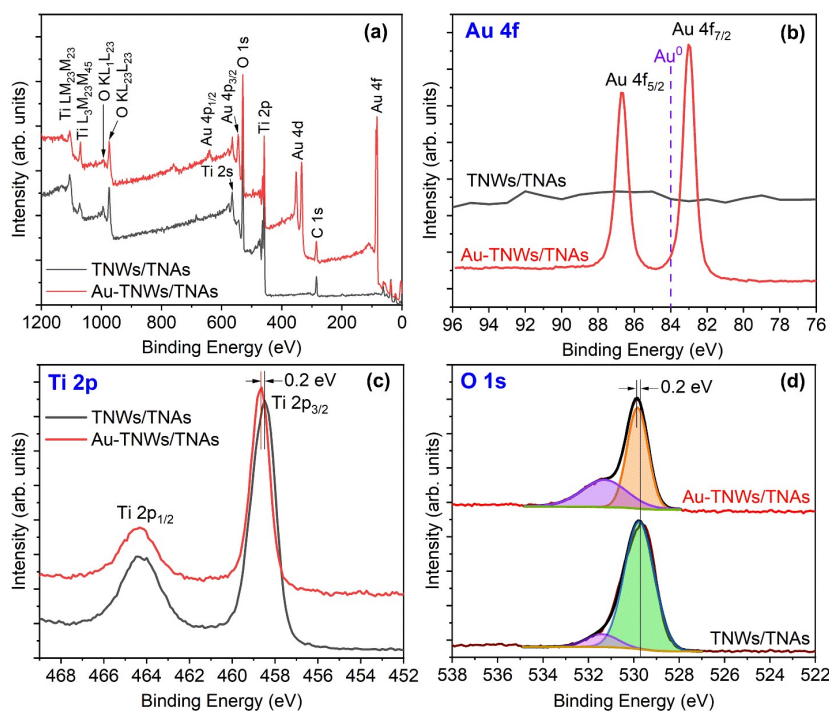 (a)
Ti LM₂₃M₂₃
Ti L₃M₂₃M₄₅
O KL₁L₂₃
O KL₂₃L₂₃
Au 4p₁/₂
Au 4p₃/₂
Ti 2s
O 1s
Ti 2p
Au 4d
C 1s
Au 4f
TNWs/TNAs
Au-TNWs/TNAs
Intensity (arb. units)
1200 1000 800 600 400 200 0
Binding Energy (eV)
Au 4f
(b)
Au 4f₇/₂
Au⁰
Au 4f₅/₂
TNWs/TNAs
Au-TNWs/TNAs
Intensity (arb. units)
96 94 92 90 88 86 84 82 80 78 76
Binding Energy (eV)
Ti 2p
(c)
0.2 eV
TNWs/TNAs
Au-TNWs/TNAs
Ti 2p₃/₂
Ti 2p₁/₂
Intensity (arb. units)
468 466 464 462 460 458 456 454 452
Binding Energy (eV)
O 1s
(d)
0.2 eV
Au-TNWs/TNAs
TNWs/TNAs
Intensity (arb. units)
538 536 534 532 530 528 526 524 522
Binding Energy (eV)